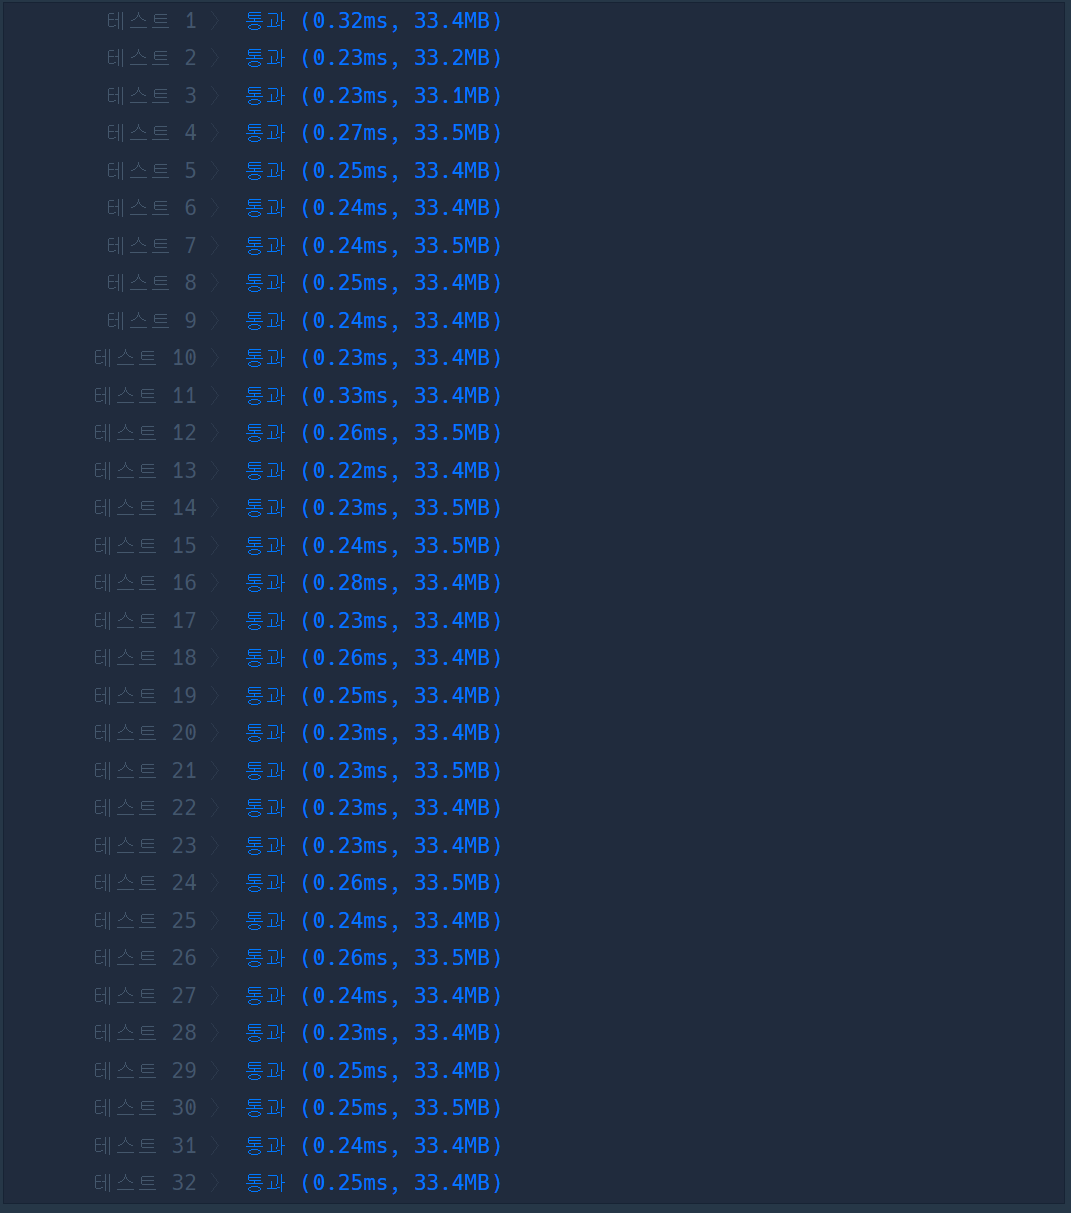 테스트 1 〉 통과 (0.32ms, 33.4MB)
테스트 2 〉 통과 (0.23ms, 33.2MB)
테스트 3 〉 통과 (0.23ms, 33.1MB)
테스트 4 〉 통과 (0.27ms, 33.5MB)
테스트 5 〉 통과 (0.25ms, 33.4MB)
테스트 6 〉 통과 (0.24ms, 33.4MB)
테스트 7 〉 통과 (0.24ms, 33.5MB)
테스트 8 〉 통과 (0.25ms, 33.4MB)
테스트 9 〉 통과 (0.24ms, 33.4MB)
테스트 10 〉 통과 (0.23ms, 33.4MB)
테스트 11 〉 통과 (0.33ms, 33.4MB)
테스트 12 〉 통과 (0.26ms, 33.5MB)
테스트 13 〉 통과 (0.22ms, 33.4MB)
테스트 14 〉 통과 (0.23ms, 33.5MB)
테스트 15 〉 통과 (0.24ms, 33.5MB)
테스트 16 〉 통과 (0.28ms, 33.4MB)
테스트 17 〉 통과 (0.23ms, 33.4MB)
테스트 18 〉 통과 (0.26ms, 33.4MB)
테스트 19 〉 통과 (0.25ms, 33.4MB)
테스트 20 〉 통과 (0.23ms, 33.4MB)
테스트 21 〉 통과 (0.23ms, 33.5MB)
테스트 22 〉 통과 (0.23ms, 33.4MB)
테스트 23 〉 통과 (0.23ms, 33.4MB)
테스트 24 〉 통과 (0.26ms, 33.5MB)
테스트 25 〉 통과 (0.24ms, 33.4MB)
테스트 26 〉 통과 (0.26ms, 33.5MB)
테스트 27 〉 통과 (0.24ms, 33.4MB)
테스트 28 〉 통과 (0.23ms, 33.4MB)
테스트 29 〉 통과 (0.25ms, 33.4MB)
테스트 30 〉 통과 (0.25ms, 33.5MB)
테스트 31 〉 통과 (0.24ms, 33.4MB)
테스트 32 〉 통과 (0.25ms, 33.4MB)